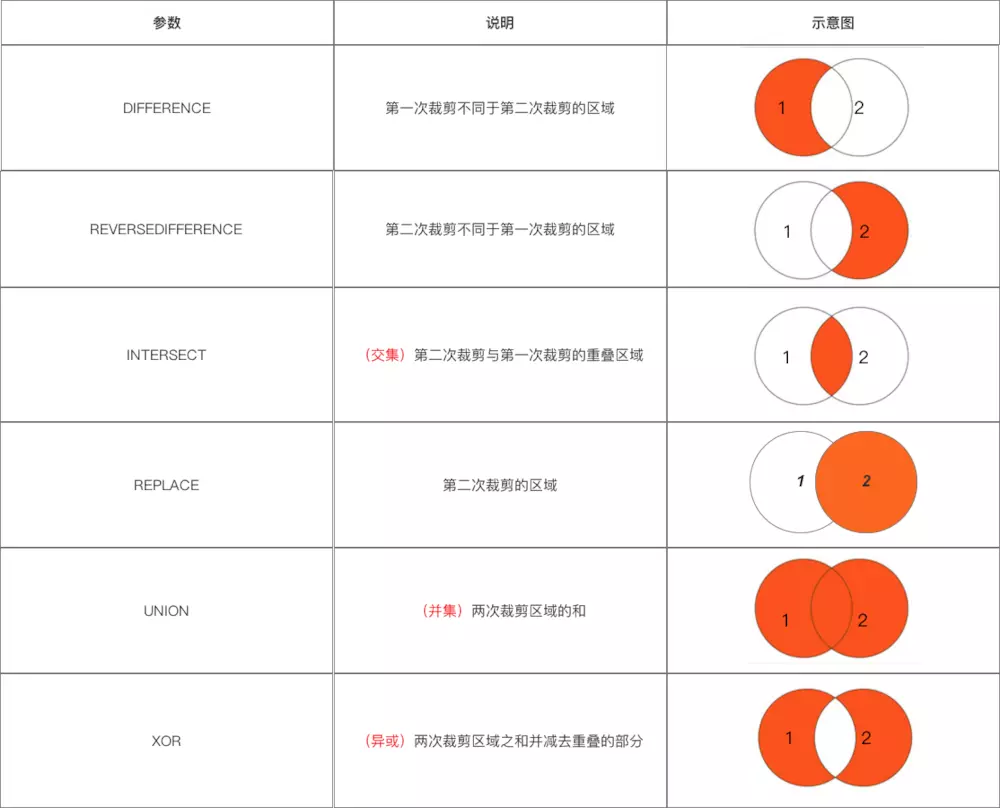 参数 说明 示意图
DIFFERENCE 第一次裁剪不同于第二次裁剪的区域 1 2
REVERSEDIFFERENCE 第二次裁剪不同于第一次裁剪的区域 1 2
INTERSECT （交集）第二次裁剪与第一次裁剪的重叠区域 1 2
REPLACE 第二次裁剪的区域 1 2
UNION （并集）两次裁剪区域的和 1 2
XOR （异或）两次裁剪区域之和并减去重叠的部分 1 2